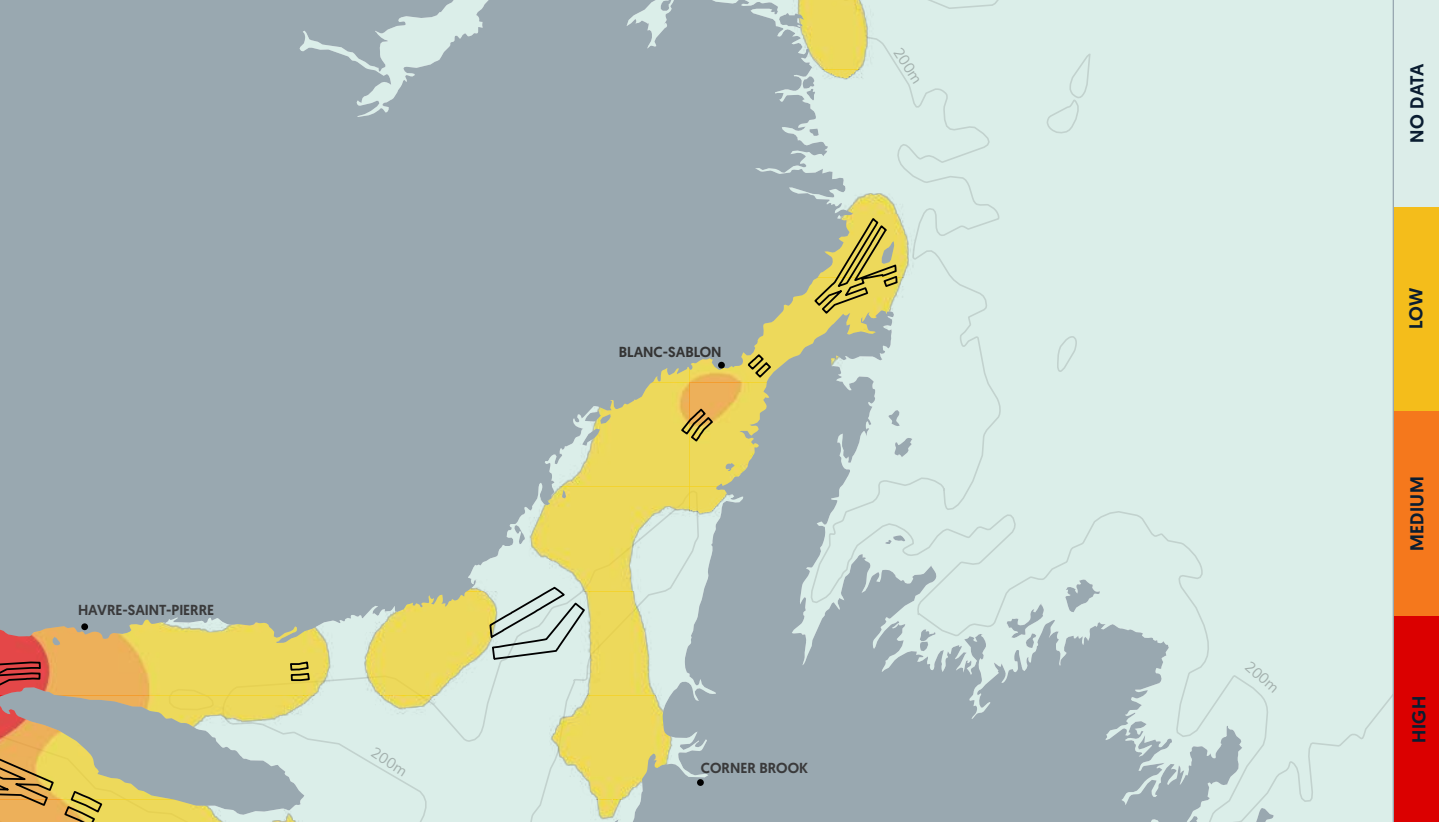 200m
NO DATA
LOW
BLANC-SABLON
MEDIUM
HAVRE-SAINT-PIERRE
200m
HIGH
200m
CORNER BROOK